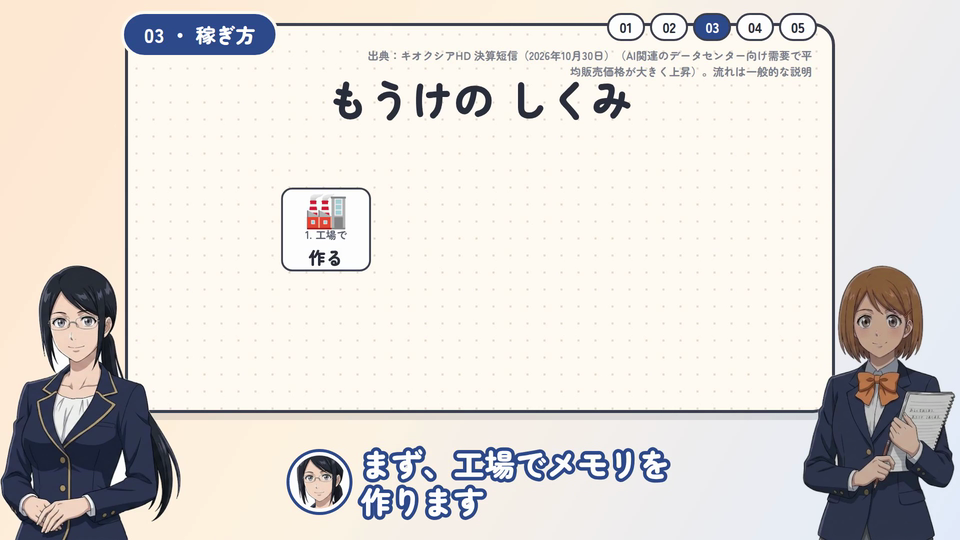 03 ・ 稼ぎ方
01 02 03 04 05
出典：キオクシアHD 決算短信（2026年10月30日）（AI関連のデータセンター向け需要で平
均販売価格が大きく上昇）。流れは一般的な説明
もうけの しくみ
1. 工場で
作る
まず、工場でメモリを
作ります